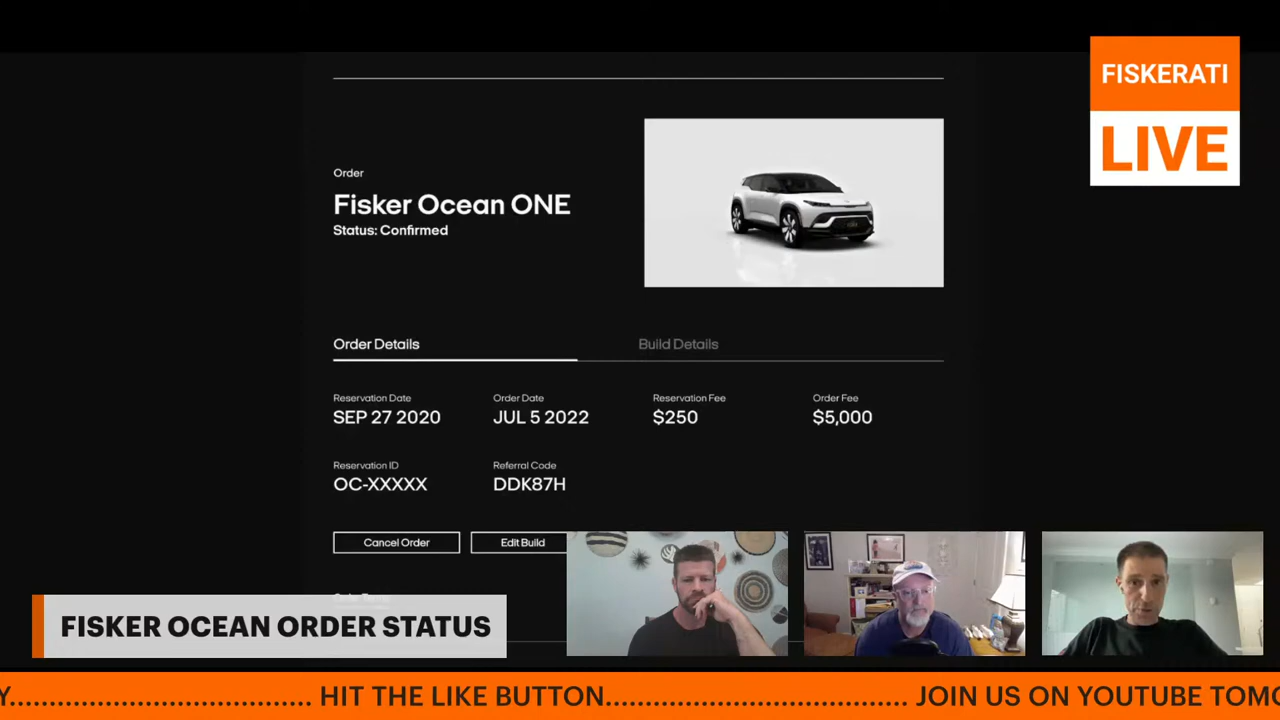 FISKERATI
LIVE
Order
Fisker Ocean ONE
Status: Confirmed
Order Details
Build Details
Reservation Date
SEP 27 2020
Order Date
JUL 5 2022
Reservation Fee
$250
Order Fee
$5,000
Reservation ID
OC-XXXXX
Referral Code
DDK87H
Cancel Order
Edit Build
FISKER OCEAN ORDER STATUS
Y.................................... HIT THE LIKE BUTTON.................................... JOIN US ON YOUTUBE TOMO